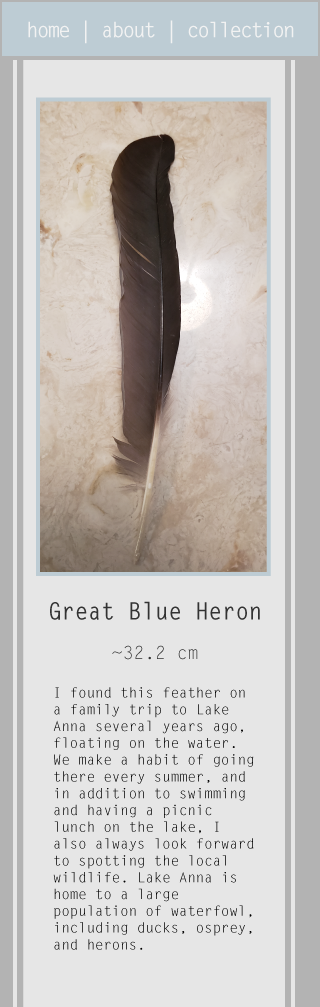 home | about | collection
Great Blue Heron
~32.2 cm
I found this feather on
a family trip to Lake
Anna several years ago,
floating on the water.
We make a habit of going
there every summer, and
in addition to swimming
and having a picnic
lunch on the lake, I
also always look forward
to spotting the local
wildlife. Lake Anna is
home to a large
population of waterfowl,
including ducks, osprey,
and herons.